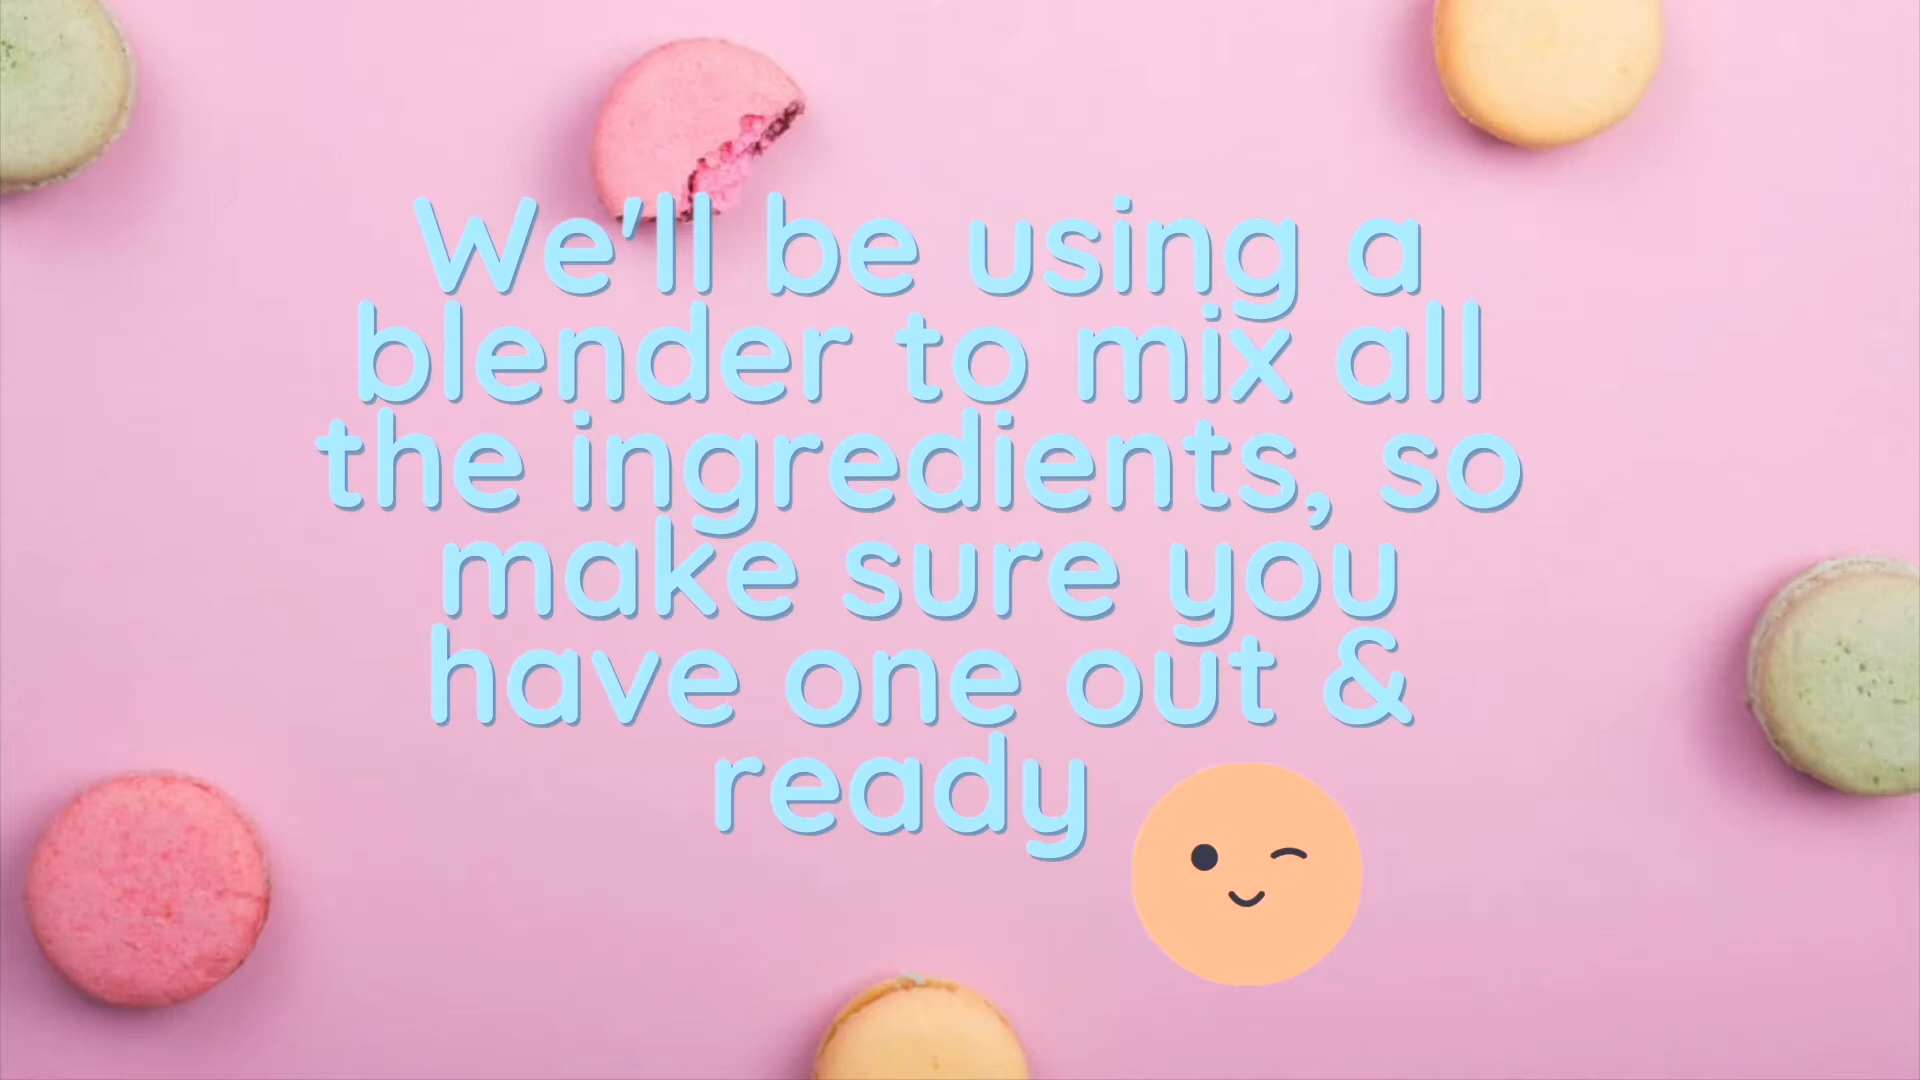 We'll be using a
blender to mix all
the ingredients, so
make sure you
have one out &
ready